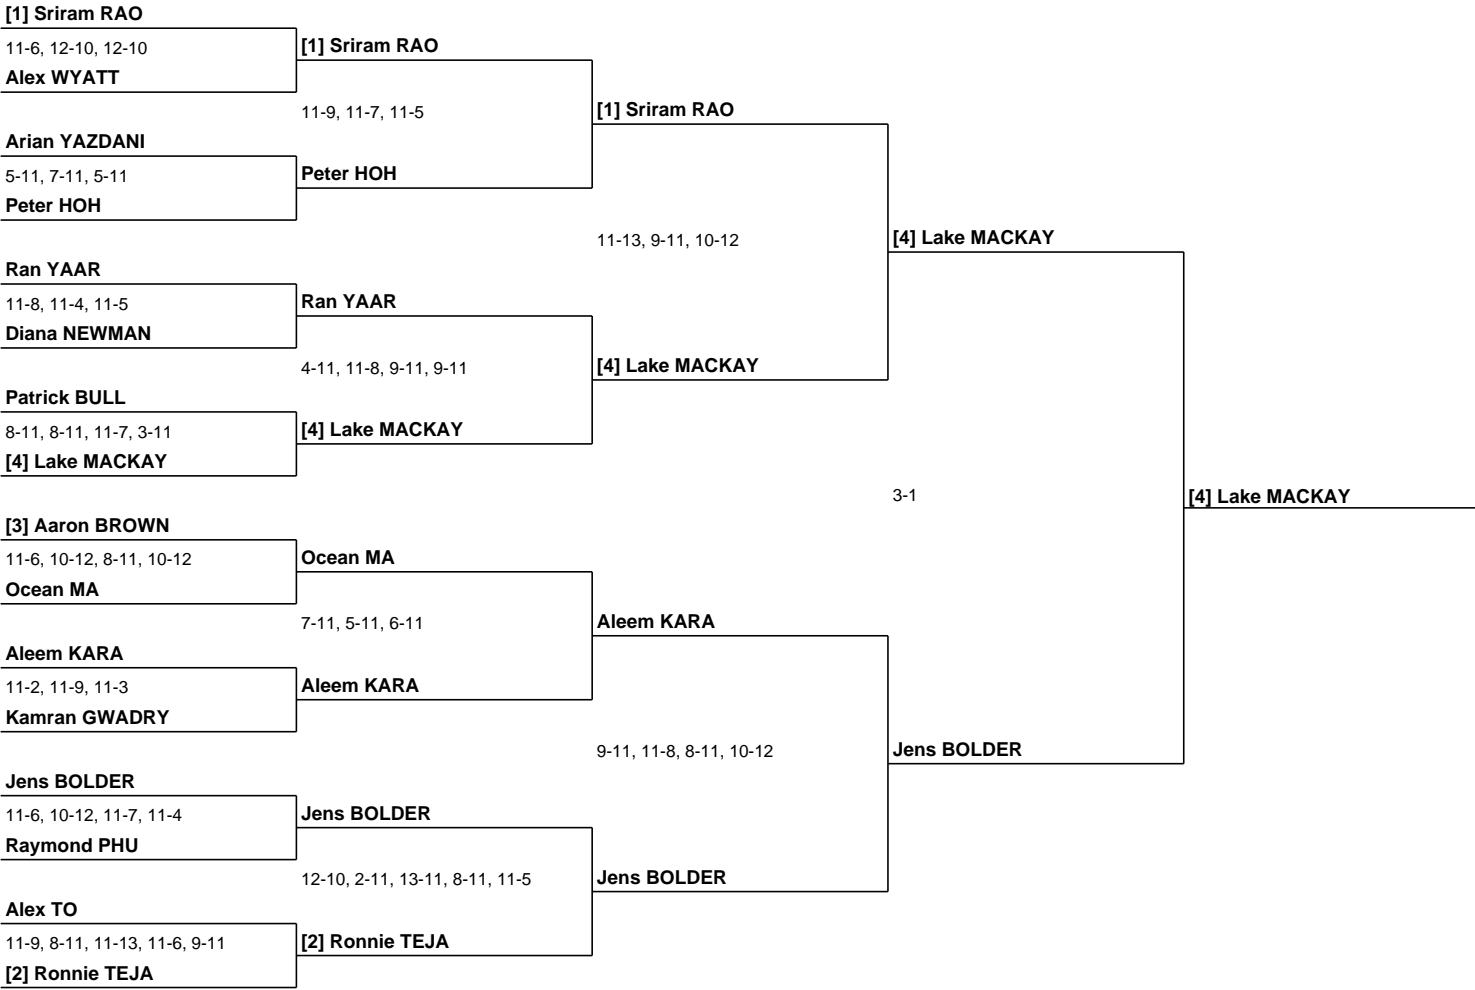 [1] Sriram RAO
11-6, 12-10, 12-10
[1] Sriram RAO
Alex WYATT
11-9, 11-7, 11-5
[1] Sriram RAO
Arian YAZDANI
5-11, 7-11, 5-11
Peter HOH
Peter HOH
11-13, 9-11, 10-12
[4] Lake MACKAY
Ran YAAR
11-8, 11-4, 11-5
Ran YAAR
Diana NEWMAN
4-11, 11-8, 9-11, 9-11
[4] Lake MACKAY
Patrick BULL
8-11, 8-11, 11-7, 3-11
[4] Lake MACKAY
[4] Lake MACKAY
3-1
[4] Lake MACKAY
[3] Aaron BROWN
11-6, 10-12, 8-11, 10-12
Ocean MA
Ocean MA
7-11, 5-11, 6-11
Aleem KARA
Aleem KARA
11-2, 11-9, 11-3
Aleem KARA
Kamran GWADRY
9-11, 11-8, 8-11, 10-12
Jens BOLDER
Jens BOLDER
11-6, 10-12, 11-7, 11-4
Jens BOLDER
Raymond PHU
12-10, 2-11, 13-11, 8-11, 11-5
Jens BOLDER
Alex TO
11-9, 8-11, 11-13, 11-6, 9-11
[2] Ronnie TEJA
[2] Ronnie TEJA